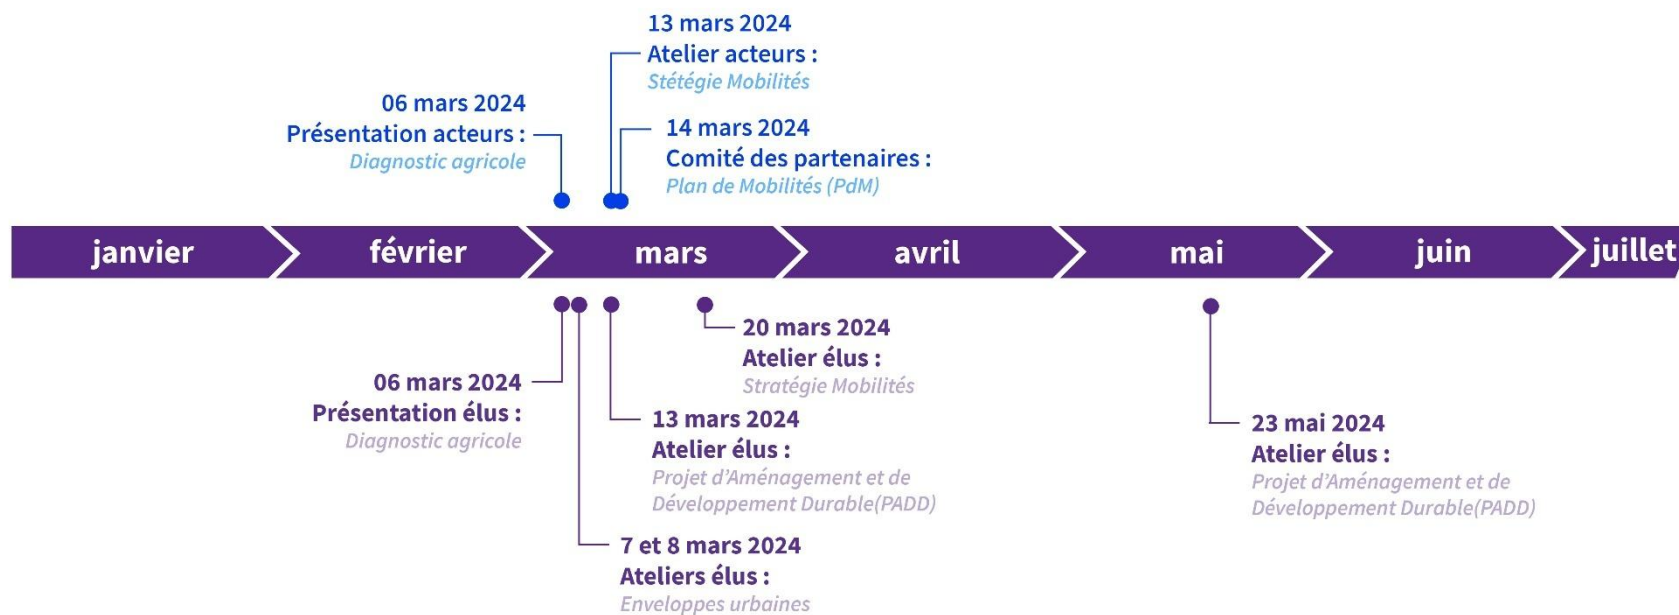 13 mars 2024
Atelier acteurs :
Stétégie Mobilités
06 mars 2024
Présentation acteurs :
Diagnostic agricole
14 mars 2024
Comité des partenaires :
Plan de Mobilités (PdM)
janvier
février
mars
avril
mai
juin
juillet
20 mars 2024
Atelier élus :
Stratégie Mobilités
06 mars 2024
Présentation élus :
Diagnostic agricole
13 mars 2024
Atelier élus :
Projet d'Aménagement et de
Développement Durable(PADD)
23 mai 2024
Atelier élus :
Projet d'Aménagement et de
Développement Durable(PADD)
7 et 8 mars 2024
Ateliers élus :
Enveloppes urbaines